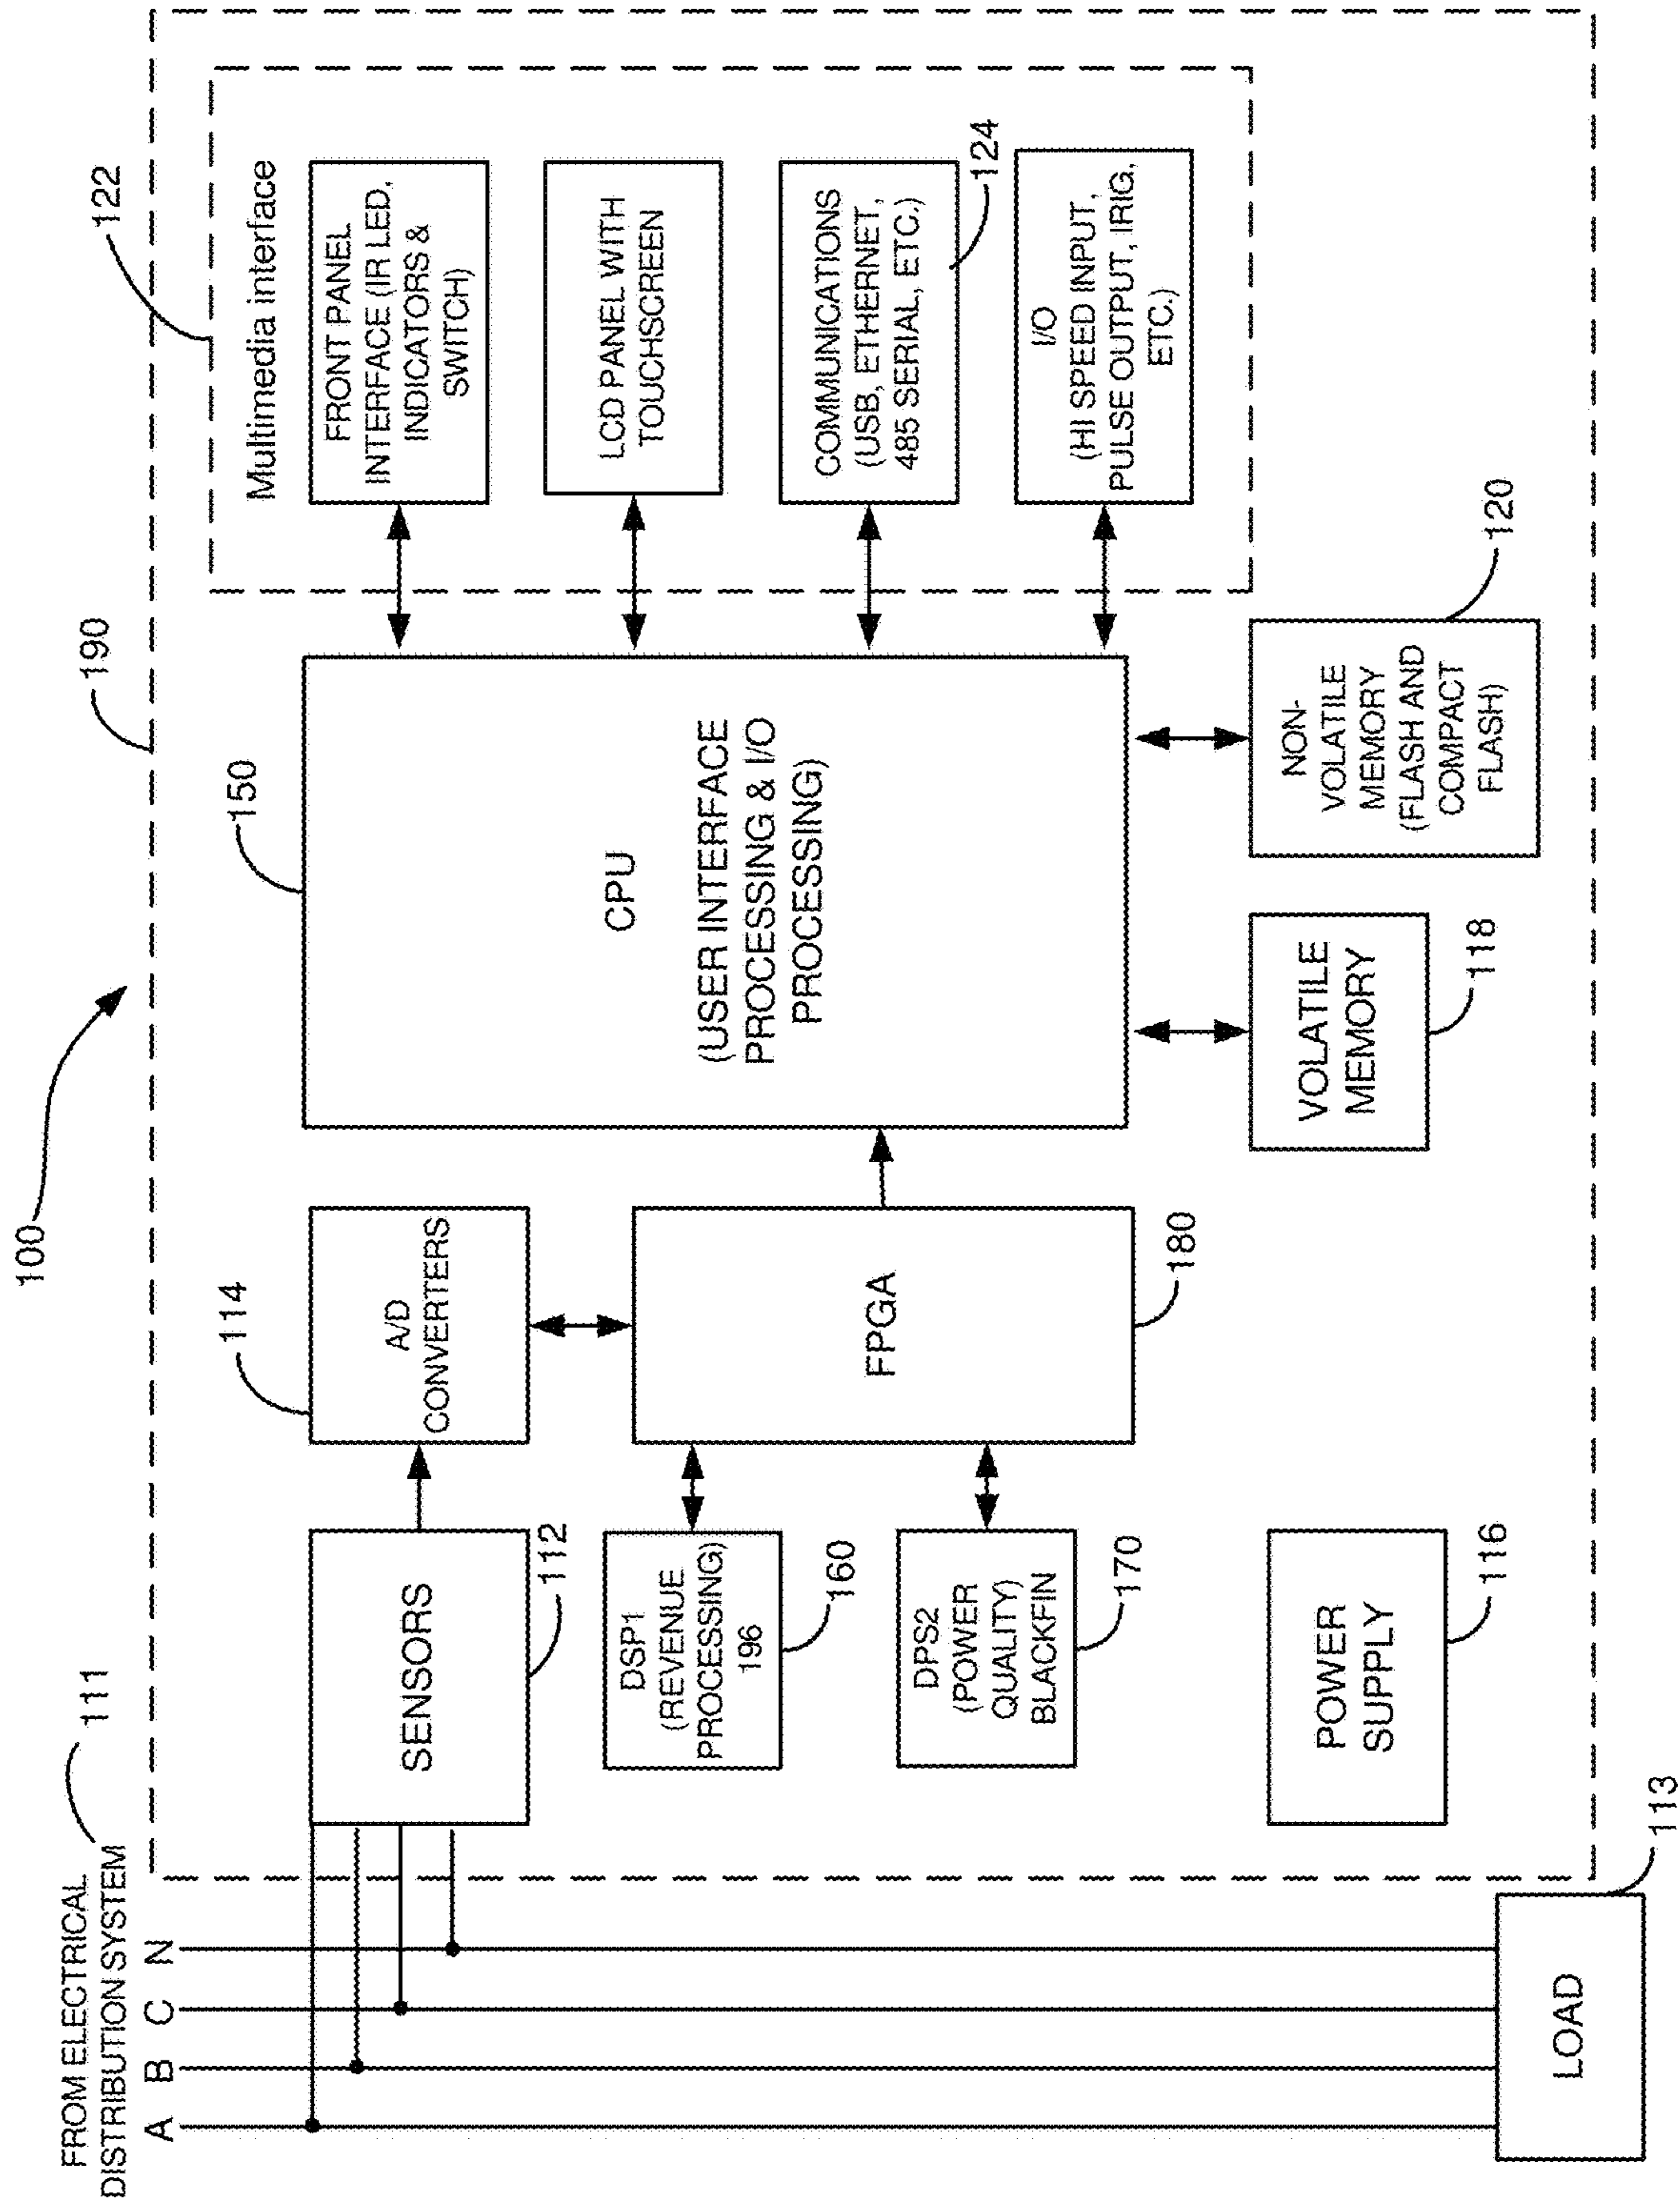 100
190
122
FROM ELECTRICAL
DISTRIBUTION SYSTEM
111
A
B
C
N
SENSORS
112
114
A/D
CONVERTERS
150
CPU
(USER INTERFACE
PROCESSING & I/O
PROCESSING)
Multimedia interface
FRONT PANEL
INTERFACE (IR LED,
INDICATORS &
SWITCH)
LCD PANEL WITH
TOUCHSCREEN
COMMUNICATIONS
(USB, ETHERNET,
485 SERIAL, ETC.)
124
I/O
(HI SPEED INPUT,
PULSE OUTPUT, IRIG,
ETC.)
DSP1
(REVENUE
PROCESSING)
196
160
DPS2
(POWER
QUALITY)
BLACKFIN
170
FPGA
180
POWER
SUPPLY
116
VOLATILE
MEMORY
118
NON-
VOLATILE
MEMORY
(FLASH AND
COMPACT
FLASH)
120
LOAD
113